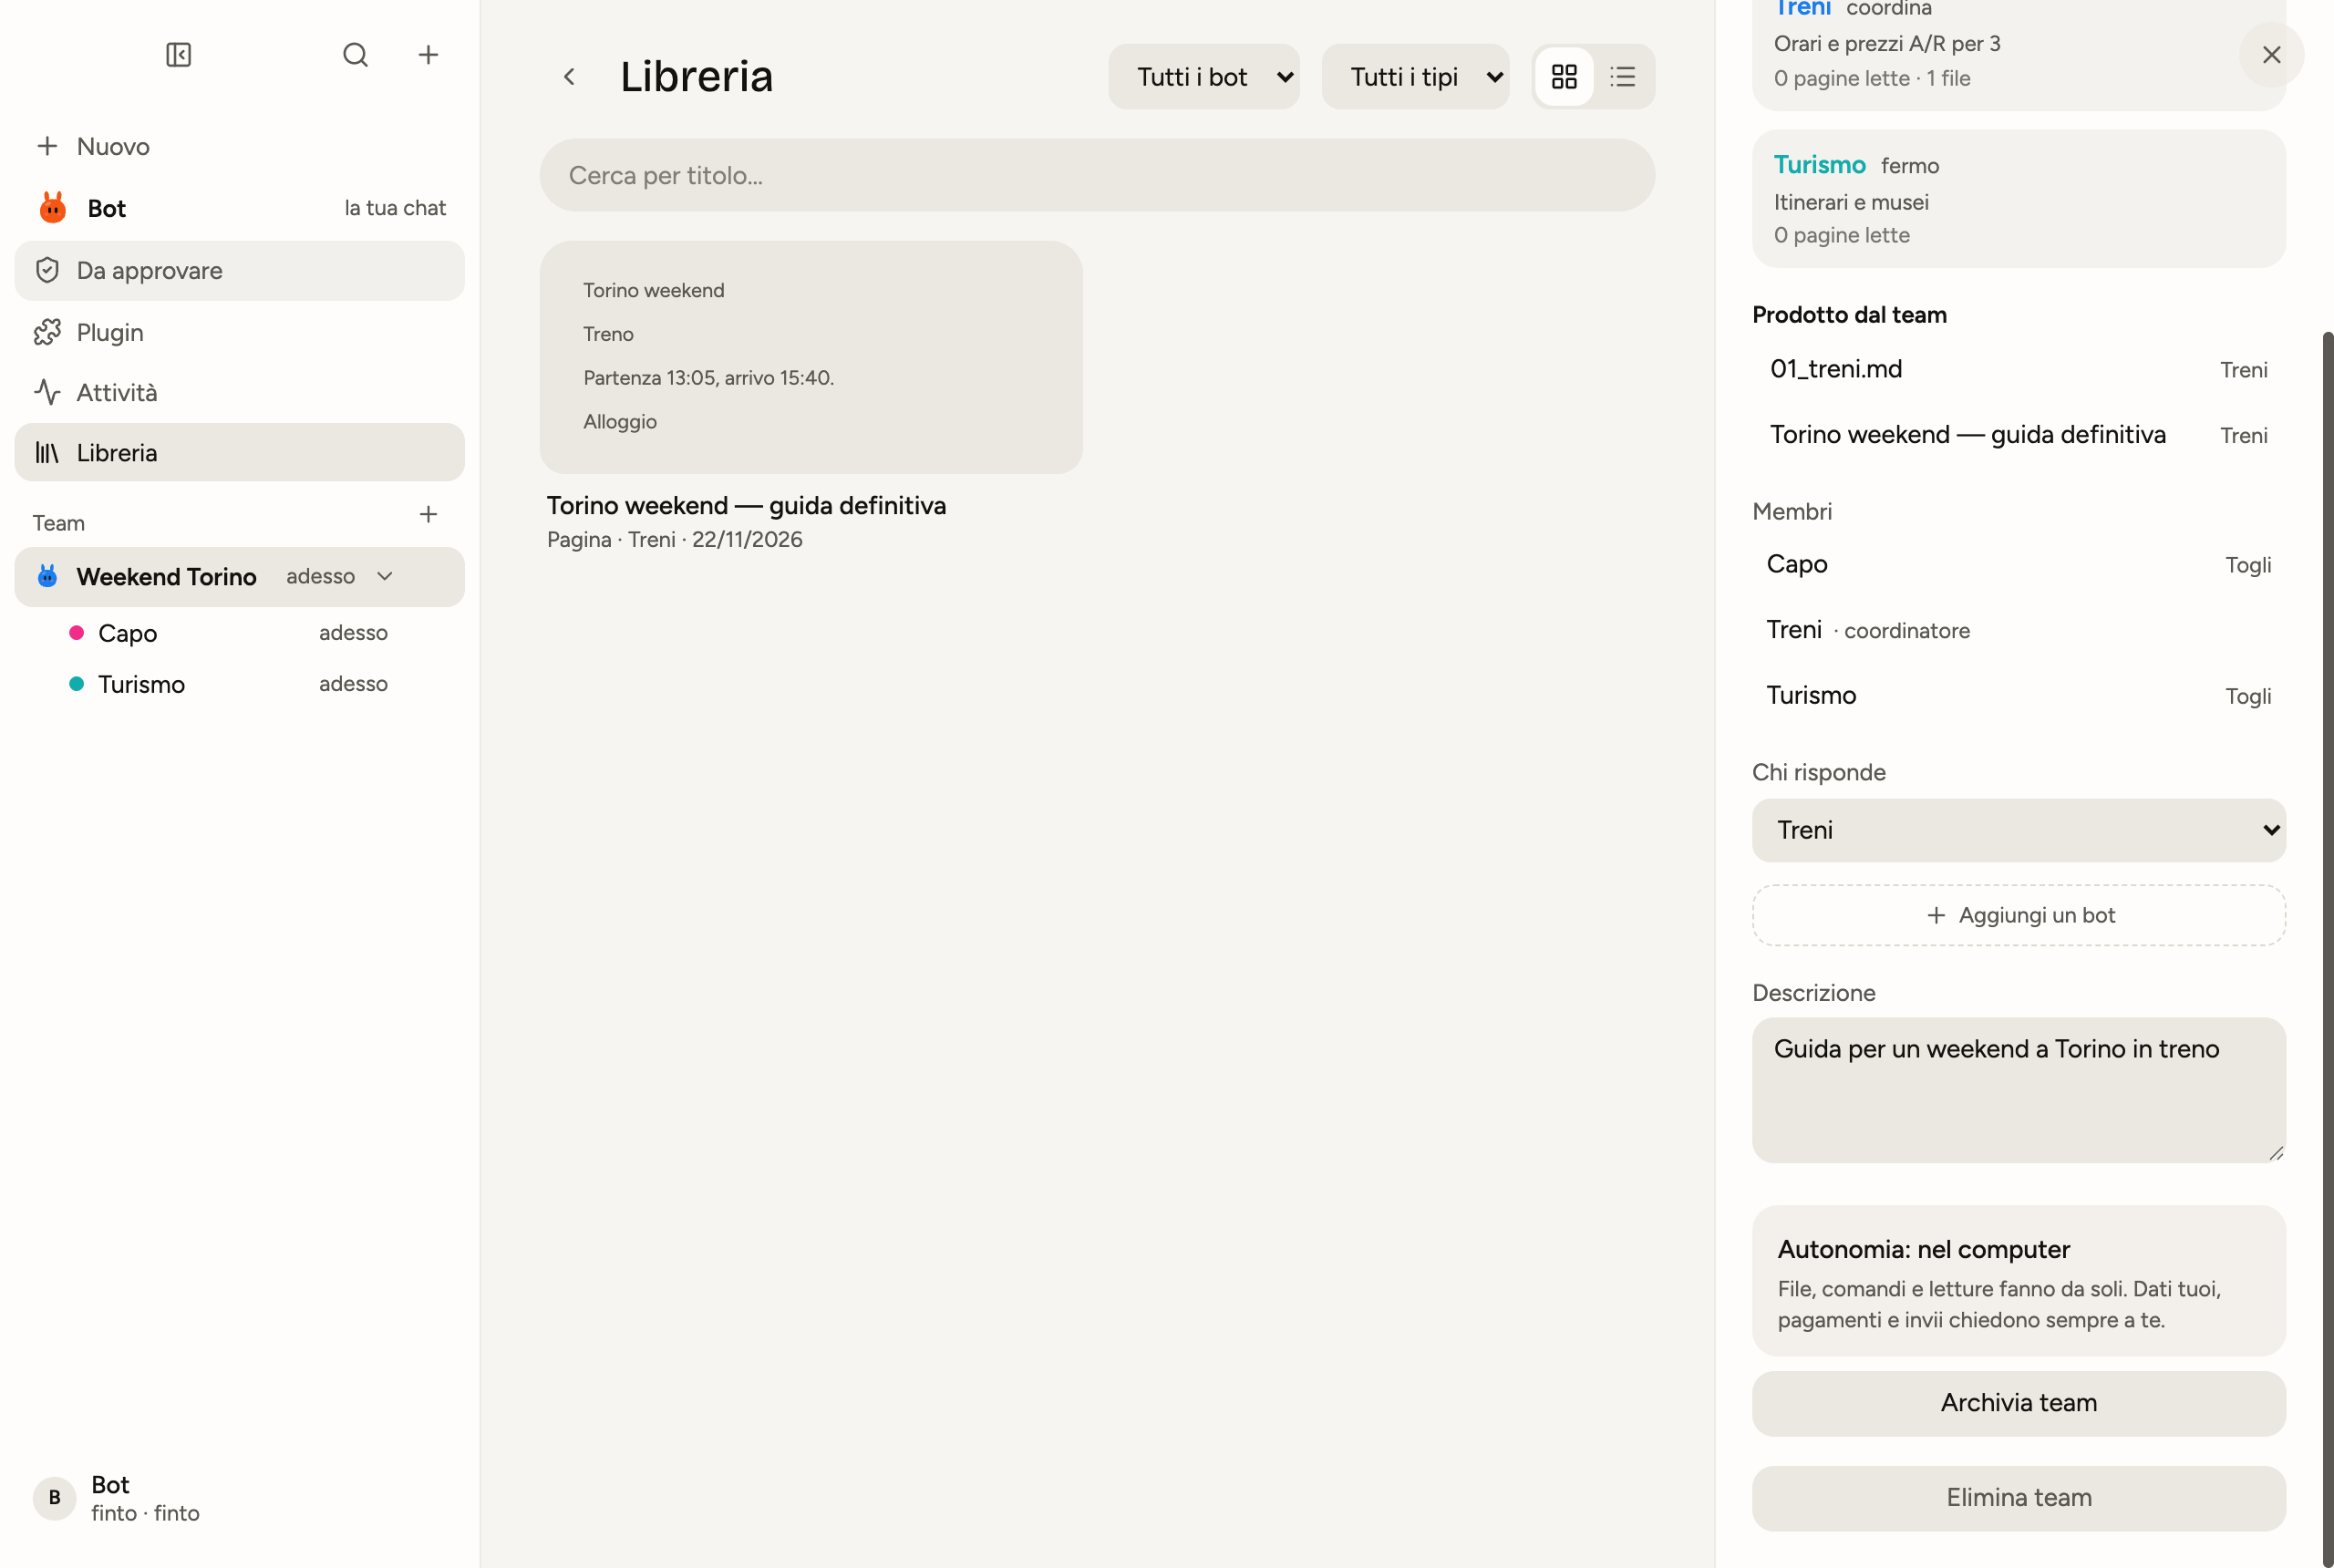 Nuovo
Bot
la tua chat
Da approvare
Plugin
Attività
Libreria
Team
Weekend Torino
adesso
Capo
adesso
Turismo
adesso
B
Bot
finto · finto
Libreria
Tutti i bot
Tutti i tipi
Cerca per titolo...
Torino weekend
Treno
Partenza 13:05, arrivo 15:40.
Alloggio
Torino weekend — guida definitiva
Pagina · Treni · 22/11/2026
Treni coordina
Orari e prezzi A/R per 3
0 pagine lette · 1 file
Turismo fermo
Itinerari e musei
0 pagine lette
Prodotto dal team
01_treni.md Treni
Torino weekend — guida definitiva Treni
Membri
Capo Togli
Treni · coordinatore
Turismo Togli
Chi risponde
Treni
Aggiungi un bot
Descrizione
Guida per un weekend a Torino in treno
Autonomia: nel computer
File, comandi e letture fanno da soli. Dati tuoi,
pagamenti e invii chiedono sempre a te.
Archivia team
Elimina team